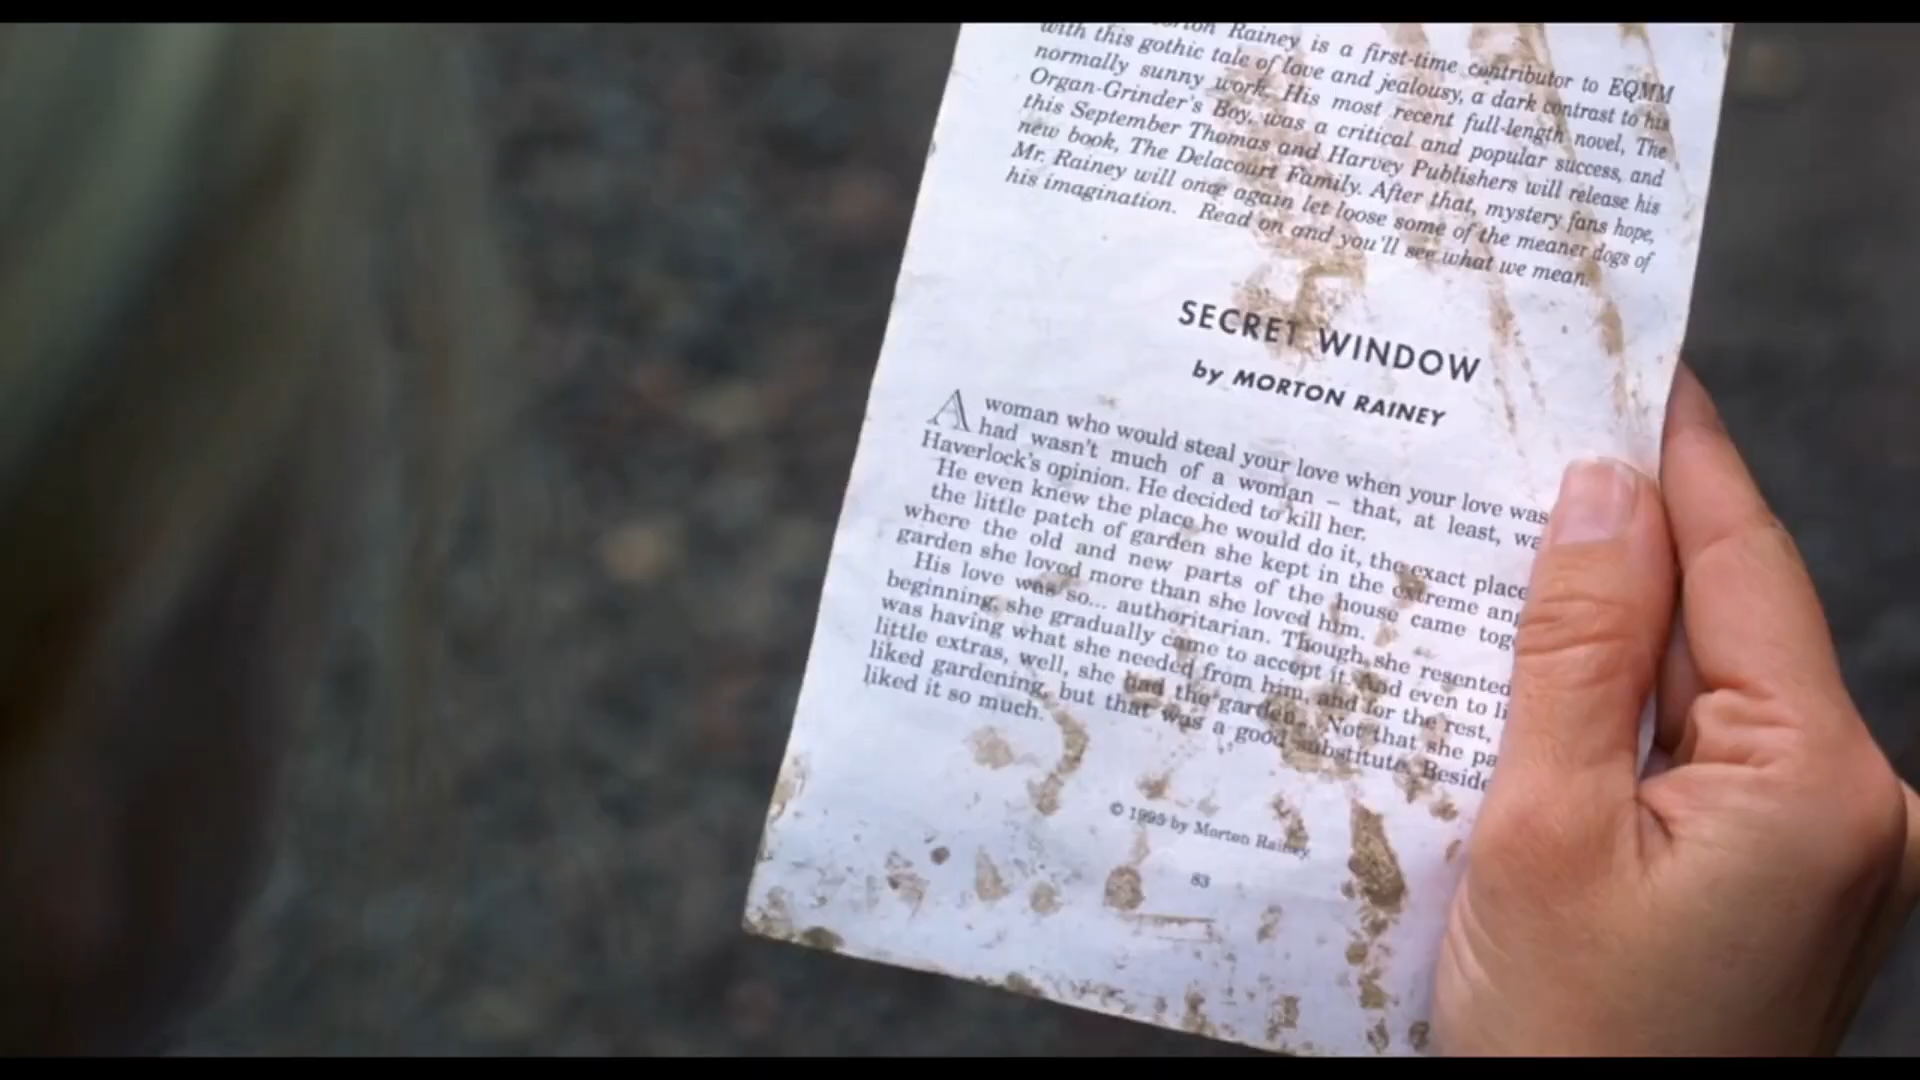 Rainey is a first-time contributor to EQMM
with this gothic tale of love and jealousy, a dark contrast to his
normally sunny work. His most recent full-length novel, The
Organ-Grinder's Boy, was a critical and popular success, and
this September Thomas and Harvey Publishers will release his
new book, The Delacourt Family. After that, mystery fans hope,
Mr. Rainey will once again let loose some of the meaner dogs of
his imagination. Read on and you'll see what we mean.
SECRET WINDOW
by MORTON RAINEY
A woman who would steal your love when your love was
had wasn't much of a woman – that, at least, wa
Haverlock's opinion. He decided to kill her.
He even knew the place he would do it, the exact place
the little patch of garden she kept in the extreme ang
where the old and new parts of the house came tog
garden she loved more than she loved him.
His love was so... authoritarian. Though she resented
beginning, she gradually came to accept it. And even to li
was having what she needed from him, and for the rest,
little extras, well, she had the garden. Not that she pa
liked gardening, but that was a good substitute. Beside
liked it so much.
© 1995 by Morton Rainey
83